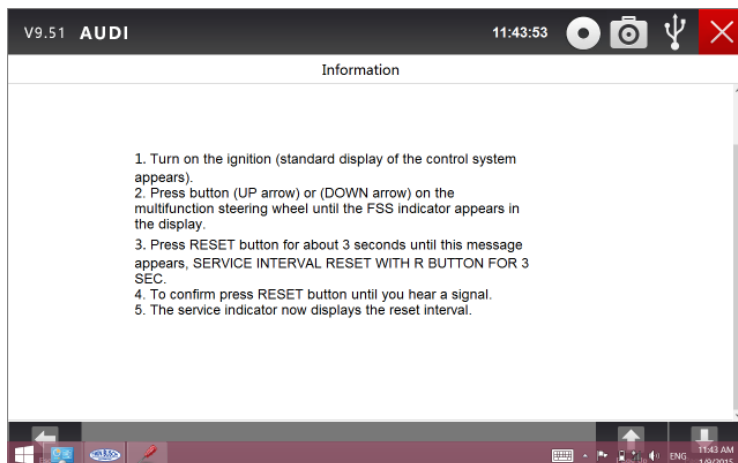 V9.51 AUDI 11:43:53
Information
1. Turn on the ignition (standard display of the control system
appears).
2. Press button (UP arrow) or (DOWN arrow) on the
multifunction steering wheel until the FSS indicator appears in
the display.
3. Press RESET button for about 3 seconds until this message
appears, SERVICE INTERVAL RESET WITH R BUTTON FOR 3
SEC.
4. To confirm press RESET button until you hear a signal.
5. The service indicator now displays the reset interval.
ENG 11:43 AM
1/9/2015